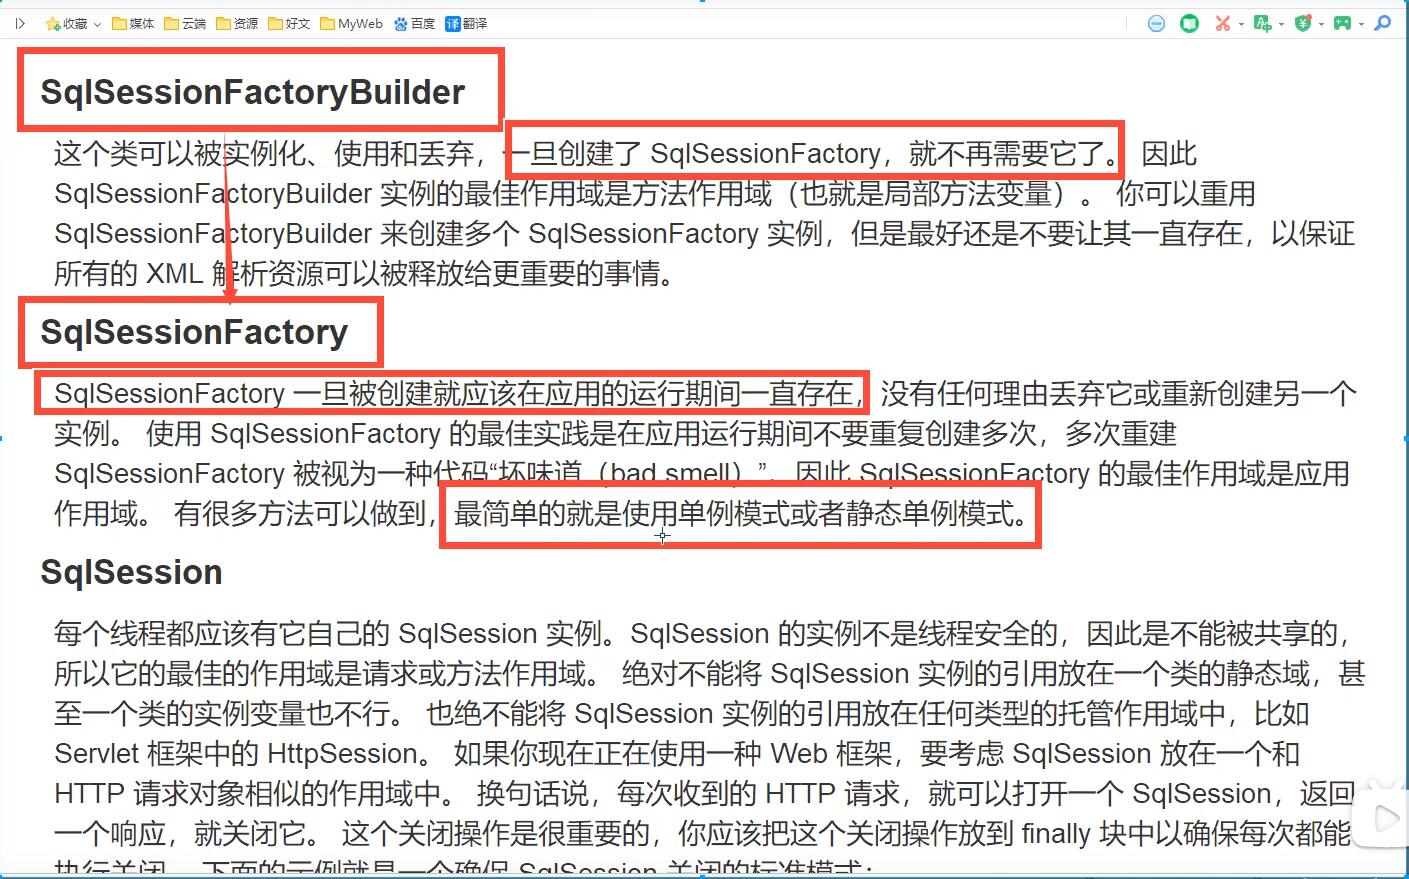 收藏 媒体 云端 资源 好文 MyWeb 百度 译 翻译
SqlSessionFactoryBuilder
这个类可以被实例化、使用和丢弃，一旦创建了 SqlSessionFactory，就不再需要它了。 因此
SqlSessionFactoryBuilder 实例的最佳作用域是方法作用域（也就是局部方法变量）。 你可以重用
SqlSessionFactoryBuilder 来创建多个 SqlSessionFactory 实例，但是最好还是不要让其一直存在，以保证
所有的 XML 解析资源可以被释放给更重要的事情。
SqlSessionFactory
SqlSessionFactory 一旦被创建就应该在应用的运行期间一直存在，没有任何理由丢弃它或重新创建另一个
实例。 使用 SqlSessionFactory 的最佳实践是在应用运行期间不要重复创建多次，多次重建
SqlSessionFactory 被视为一种代码“坏味道（bad smell）”。因此 SqlSessionFactory 的最佳作用域是应用
作用域。 有很多方法可以做到，最简单的就是使用单例模式或者静态单例模式。
SqlSession
每个线程都应该有它自己的 SqlSession 实例。SqlSession 的实例不是线程安全的，因此是不能被共享的，
所以它的最佳的作用域是请求或方法作用域。 绝对不能将 SqlSession 实例的引用放在一个类的静态域，甚
至一个类的实例变量也不行。 也绝不能将 SqlSession 实例的引用放在任何类型的托管作用域中，比如
Servlet 框架中的 HttpSession。 如果你现在正在使用一种 Web 框架，要考虑 SqlSession 放在一个和
HTTP 请求对象相似的作用域中。 换句话说，每次收到的 HTTP 请求，就可以打开一个 SqlSession，返回
一个响应，就关闭它。 这个关闭操作是很重要的，你应该把这个关闭操作放到 finally 块中以确保每次都能
执行关闭。 下面的示例就是一个确保 SqlSession 关闭的标准模式：